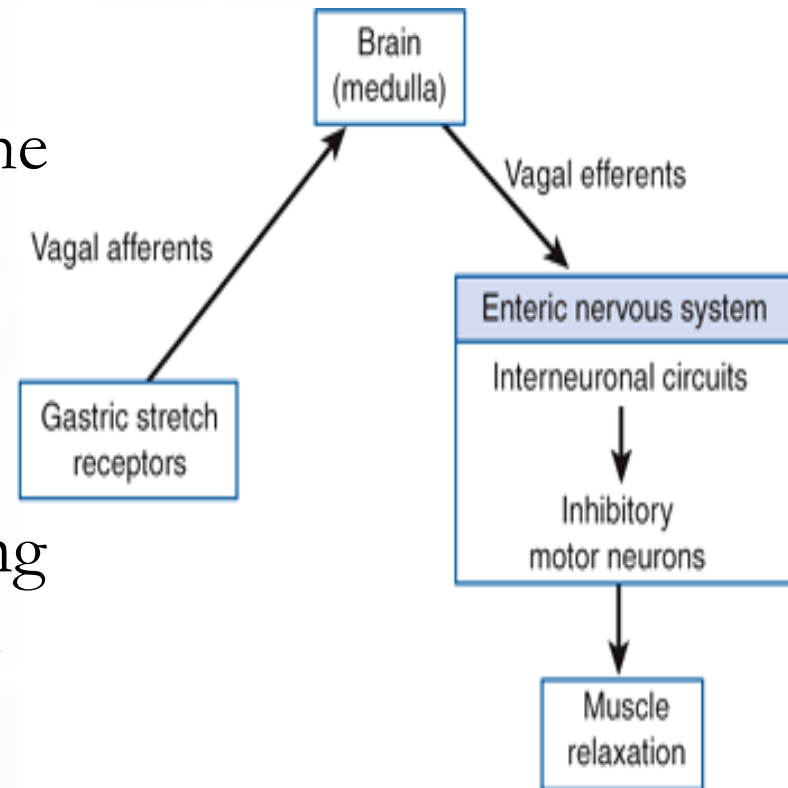 Brain
(medulla)
Vagal efferents
Vagal afferents
Enteric nervous system
Interneuronal circuits
Gastric stretch
receptors
Inhibitory
motor neurons
Muscle
relaxation